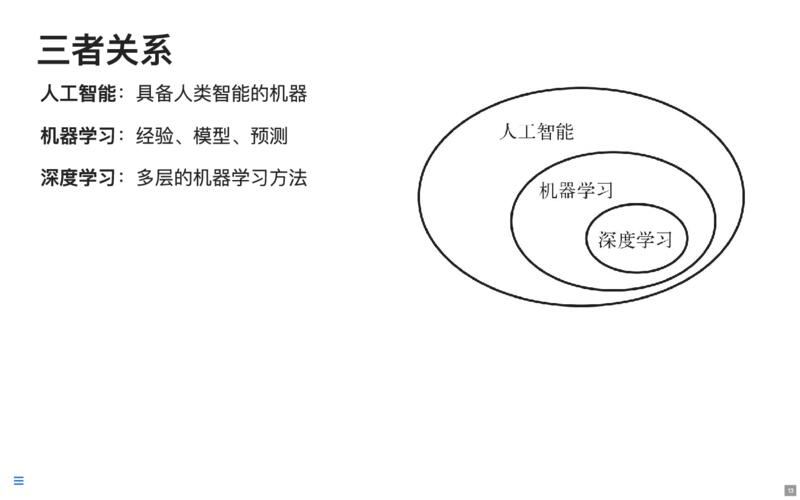 三者关系
人工智能：具备人类智能的机器
机器学习：经验、模型、预测
深度学习：多层的机器学习方法
人工智能
机器学习
深度学习
13